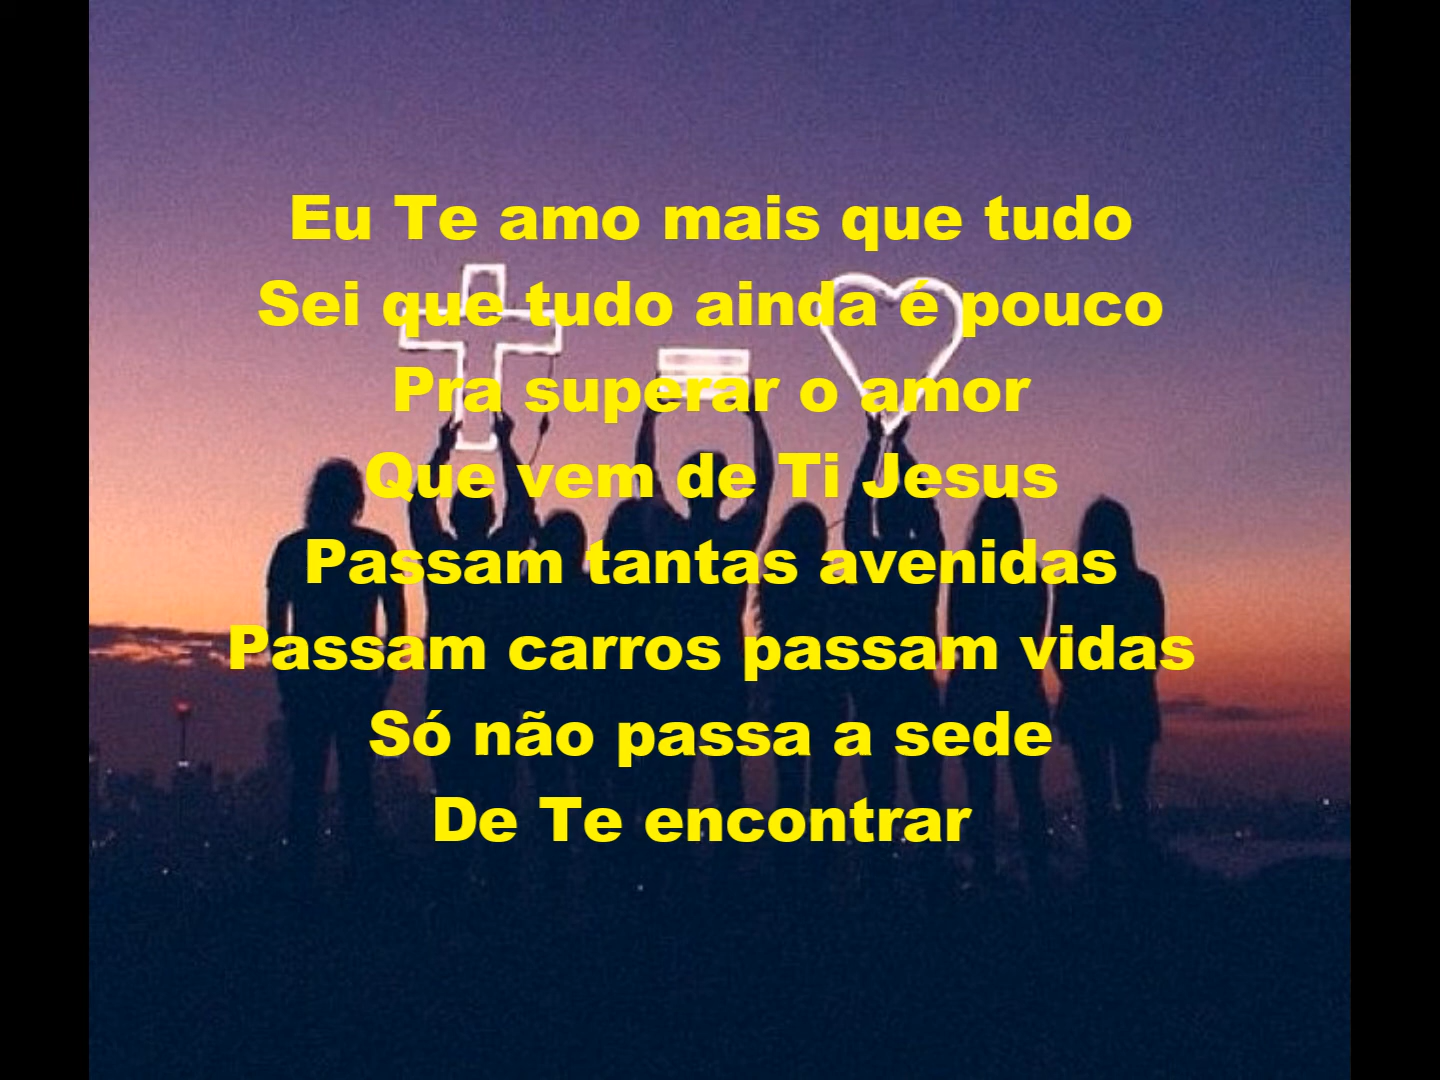 Eu Te amo mais que tudo
Sei que tudo ainda é pouco
Pra superar o amor
Que vem de Ti Jesus
Passam tantas avenidas
Passam carros passam vidas
Só não passa a sede
De Te encontrar